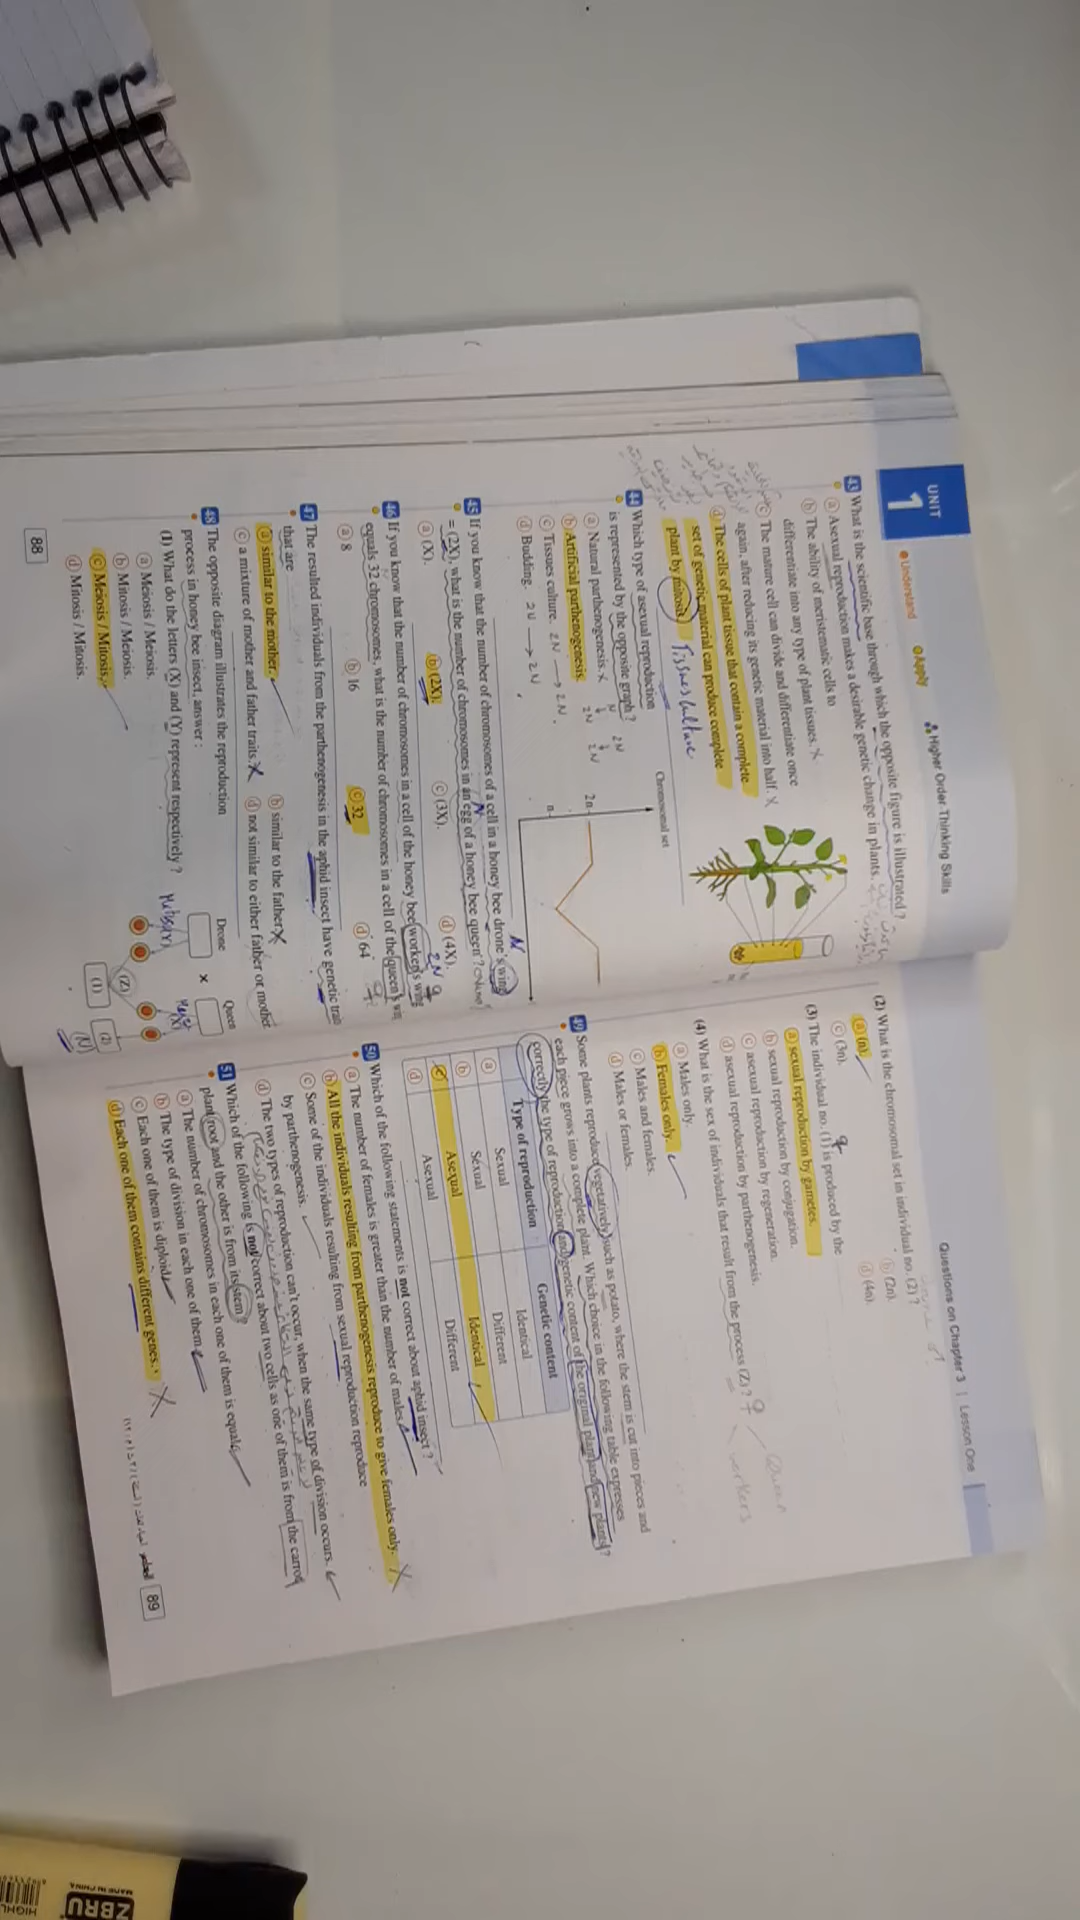 UNIT
1
Understand
Apply
Higher Order Thinking Skills
43 What is the scientific base through which the opposite figure is illustrated?
a Asexual reproduction makes a desirable genetic change in plants.
b The ability of meristematic cells to
differentiate into any type of plant tissues. X
c The mature cell can divide and differentiate once
again, after reducing its genetic material into half. X
d The cells of plant tissue that contain a complete
set of genetic material can produce complete
plant by mitosis.
44 Which type of asexual reproduction
is represented by the opposite graph?
a Natural parthenogenesis. X
b Artificial parthenogenesis.
c Tissues culture. 2N → 2N
d Budding. 2N → 2N
N 2N
2N 2N
Chromosomal set
2n
n
45 If you know that the number of chromosomes of a cell in a honey bee drone's wing
= (2X), what is the number of chromosomes in an egg of a honey bee queen?
N
N
a (X).
b (2X).
c (3X).
d (4X).
46 If you know that the number of chromosomes in a cell of the honey bee worker's wing
equals 32 chromosomes, what is the number of chromosomes in a cell of the queen's
2N ♀
a 8
b 16
c 32
d 64
47 The resulted individuals from the parthenogenesis in the aphid insect have genetic
that are
a similar to the mother.
b similar to the father. X
c a mixture of mother and father traits. X
d not similar to either father or mother
48 The opposite diagram illustrates the reproduction
process in honey bee insect, answer :
(1) What do the letters (X) and (Y) represent respectively ?
a Meiosis / Meiosis.
b Mitosis / Meiosis.
c Meiosis / Mitosis.
d Mitosis / Mitosis.
Drone
×
Queen
(Y)
(X)
(Z)
(1)
(2)
(N)
88
Questions on Chapter 3 | Lesson One
(2) What is the chromosomal set in individual no. (2) ?
a (n).
b (2n).
c (3n).
d (4n).
(3) The individual no. (1) is produced by the
a sexual reproduction by gametes.
b sexual reproduction by conjugation.
c asexual reproduction by regeneration.
d asexual reproduction by parthenogenesis.
(4) What is the sex of individuals that result from the process (Z) ?
a Males only.
b Females only.
c Males and females.
d Males or females.
49 Some plants reproduce vegetatively such as potato, where the stem is cut into pieces and
each piece grows into a complete plant. Which choice in the following table expresses
correctly the type of reproduction and genetic content of the original plant and new plants ?
Type of reproduction Genetic content
a Sexual Identical
b Sexual Different
c Asexual Identical
d Asexual Different
50 Which of the following statements is not correct about aphid insect ?
a The number of females is greater than the number of males.
b All the individuals resulting from parthenogenesis reproduce to give females only. X
c Some of the individuals resulting from sexual reproduction reproduce
by parthenogenesis.
d The two types of reproduction can't occur, when the same type of division occurs.
51 Which of the following is not correct about two cells as one of them is from the carrot
plant root and the other is from its stem ?
a The number of chromosomes in each one of them is equal.
b The type of division in each one of them
c Each one of them is diploid.
d Each one of them contains different genes. X
89
ZBRU
MADE IN CHINA